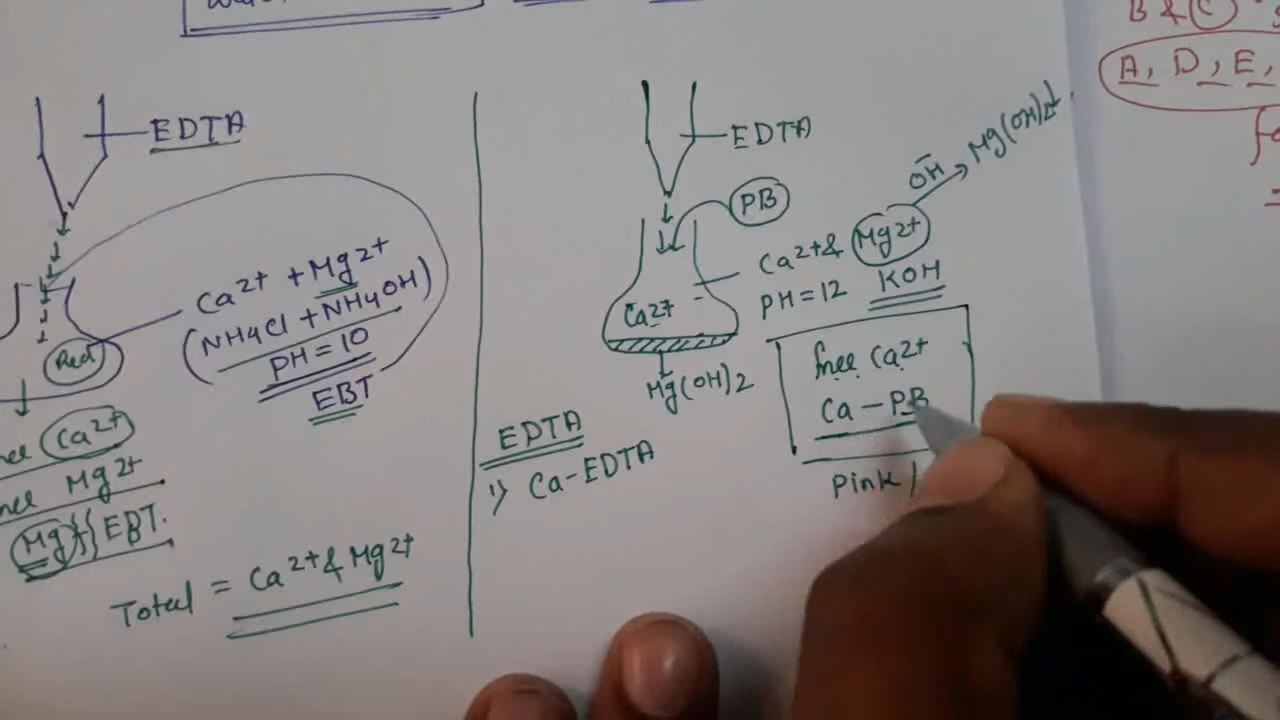 EDTA
Ca2+ + Mg2+
(NH4Cl + NH4OH)
PH = 10
EBT
Red
Ca2+
Mg2+
Mg EBT.
Total = Ca2+ & Mg2+
EDTA
PB
Ca2+ & Mg2+
OH-
Mg(OH)2↓
PH = 12 KOH
Ca2+
Mg(OH)2
free Ca2+
Ca - PB
Pink /
EDTA
1) Ca-EDTA
B & C
A, D, E,